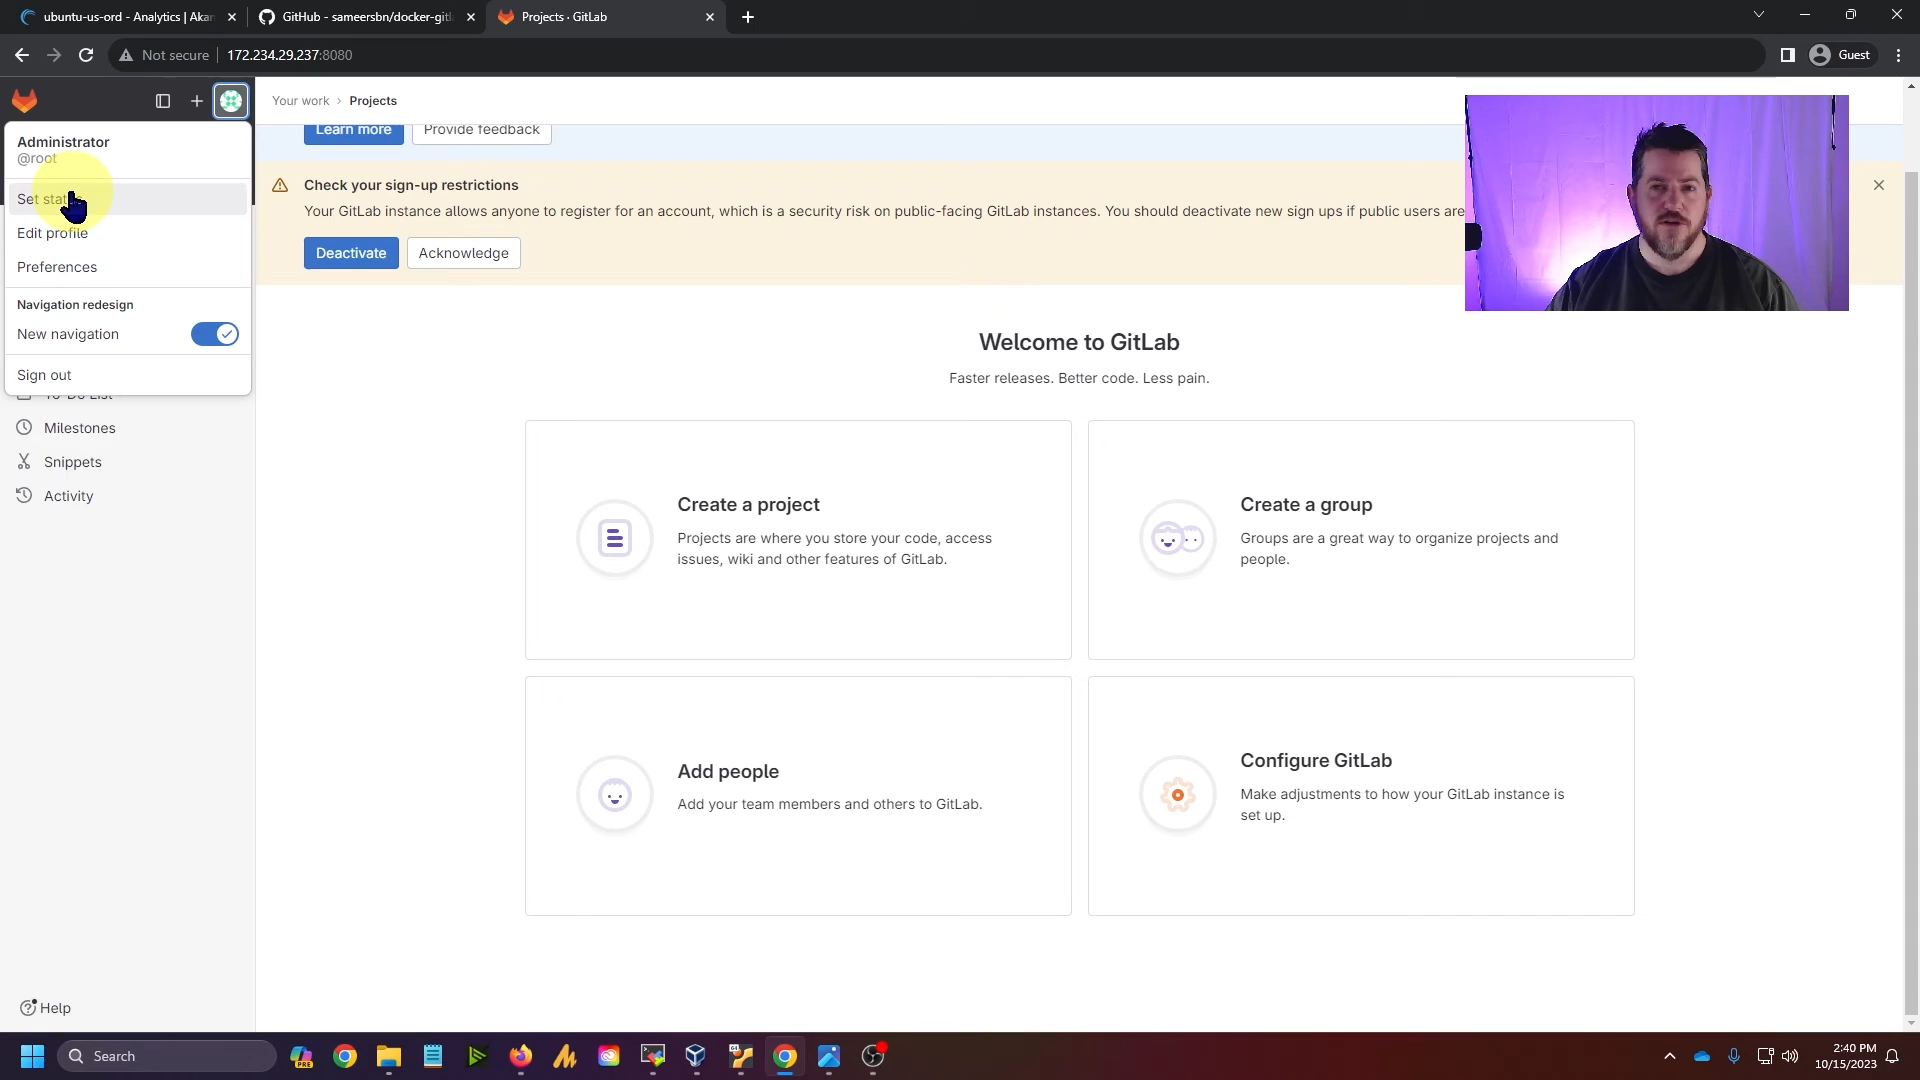 ubuntu-us-ord - Analytics | Akam
GitHub - sameersbn/docker-gitl
Projects · GitLab
Not secure
172.234.29.237:8080
Guest
Your work › Projects
Administrator
@root
Set
Edit profile
Preferences
Navigation redesign
New navigation
Sign out
To-Do List
Milestones
Snippets
Activity
Help
Learn more
Provide feedback
Check your sign-up restrictions
Your GitLab instance allows anyone to register for an account, which is a security risk on public-facing GitLab instances. You should deactivate new sign ups if public users are
Deactivate
Acknowledge
Welcome to GitLab
Faster releases. Better code. Less pain.
Create a project
Projects are where you store your code, access
issues, wiki and other features of GitLab.
Create a group
Groups are a great way to organize projects and
people.
Add people
Add your team members and others to GitLab.
Configure GitLab
Make adjustments to how your GitLab instance is
set up.
Search
PRE
2:40 PM
10/15/2023